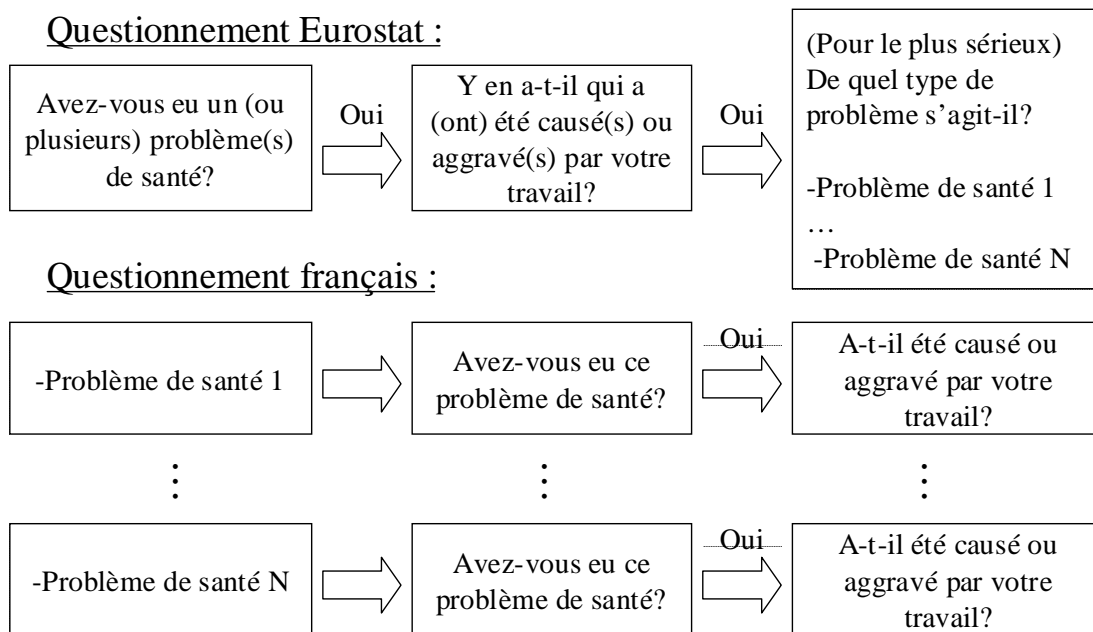 Questionnement Eurostat :
Avez-vous eu un (ou
plusieurs) problème(s)
de santé?
Oui
Y en a-t-il qui a
(ont) été causé(s) ou
aggravé(s) par votre
travail?
Oui
(Pour le plus sérieux)
De quel type de
problème s'agit-il?
-Problème de santé 1
…
-Problème de santé N
Questionnement français :
-Problème de santé 1
Avez-vous eu ce
problème de santé?
Oui
A-t-il été causé ou
aggravé par votre
travail?
-Problème de santé N
Avez-vous eu ce
problème de santé?
Oui
A-t-il été causé ou
aggravé par votre
travail?